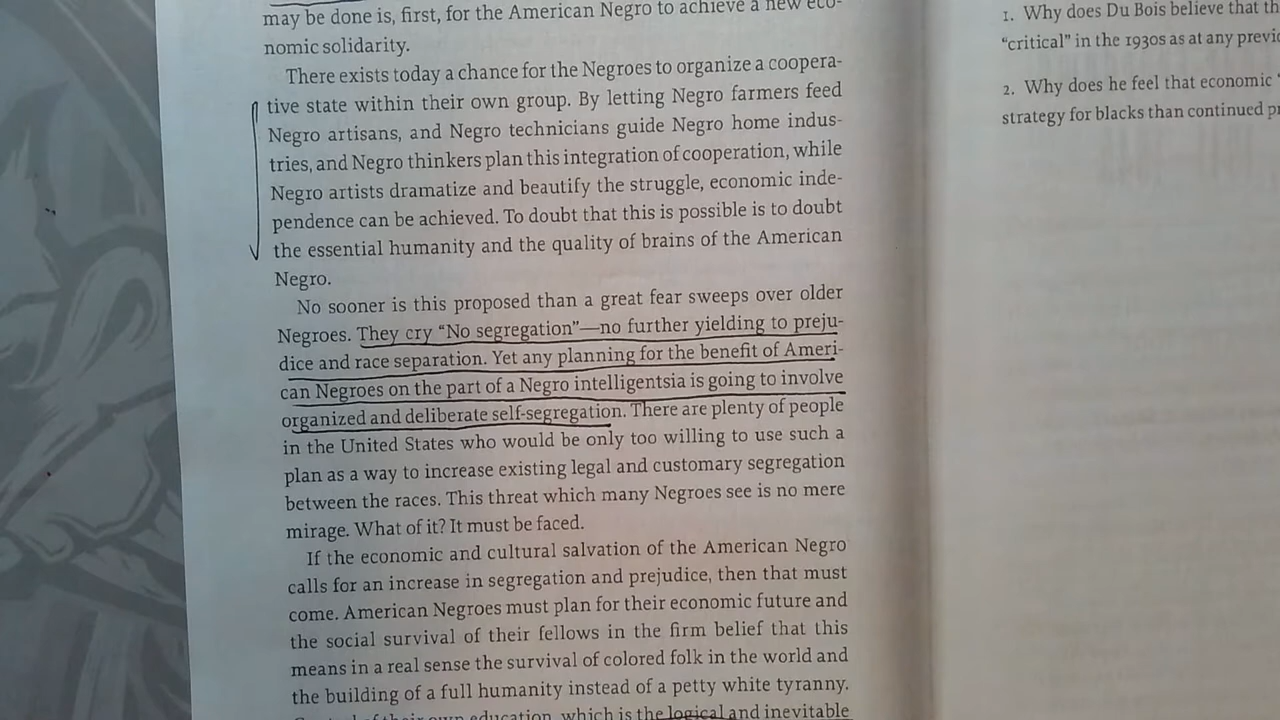 may be done is, first, for the American Negro to achieve a new eco-
nomic solidarity.
There exists today a chance for the Negroes to organize a coopera-
tive state within their own group. By letting Negro farmers feed
Negro artisans, and Negro technicians guide Negro home indus-
tries, and Negro thinkers plan this integration of cooperation, while
Negro artists dramatize and beautify the struggle, economic inde-
pendence can be achieved. To doubt that this is possible is to doubt
the essential humanity and the quality of brains of the American
Negro.
No sooner is this proposed than a great fear sweeps over older
Negroes. They cry “No segregation”—no further yielding to preju-
dice and race separation. Yet any planning for the benefit of Ameri-
can Negroes on the part of a Negro intelligentsia is going to involve
organized and deliberate self-segregation. There are plenty of people
in the United States who would be only too willing to use such a
plan as a way to increase existing legal and customary segregation
between the races. This threat which many Negroes see is no mere
mirage. What of it? It must be faced.
If the economic and cultural salvation of the American Negro
calls for an increase in segregation and prejudice, then that must
come. American Negroes must plan for their economic future and
the social survival of their fellows in the firm belief that this
means in a real sense the survival of colored folk in the world and
the building of a full humanity instead of a petty white tyranny.
of their own education, which is the logical and inevitable
1. Why does Du Bois believe that th
“critical” in the 1930s as at any previo
2. Why does he feel that economic “
strategy for blacks than continued pr